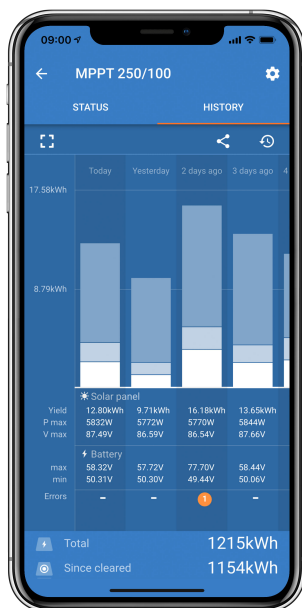 09:00
MPPT 250/100
STATUS HISTORY
Today Yesterday 2 days ago 3 days ago 4
17.58kWh
8.79kWh
Solar panel
Yield 12.80kWh 9.71kWh 16.18kWh 13.65kWh
P max 5832W 5772W 5770W 5844W
V max 87.49V 86.59V 86.54V 87.66V
Battery
max 58.32V 57.72V 77.70V 58.44V
min 50.31V 50.30V 49.44V 50.06V
Errors – – 1 –
Total 1215kWh
Since cleared 1154kWh